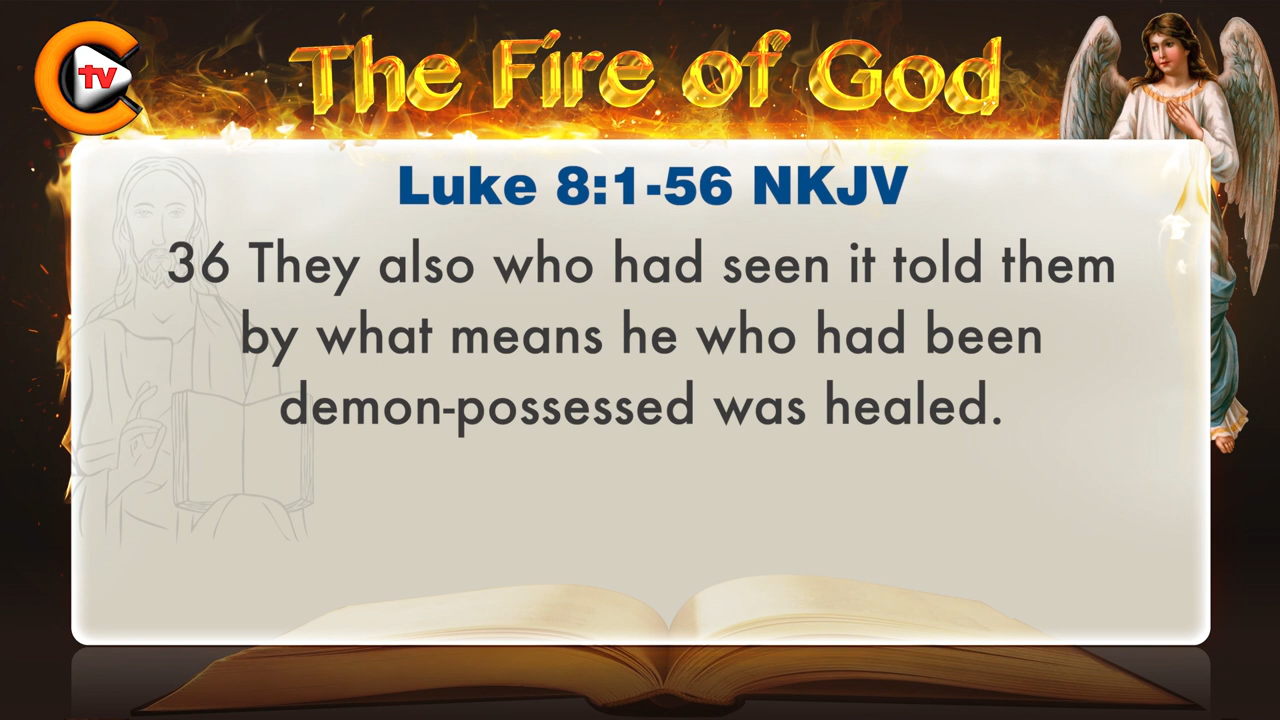 tv
The Fire of God
Luke 8:1-56 NKJV
36 They also who had seen it told them
by what means he who had been
demon-possessed was healed.